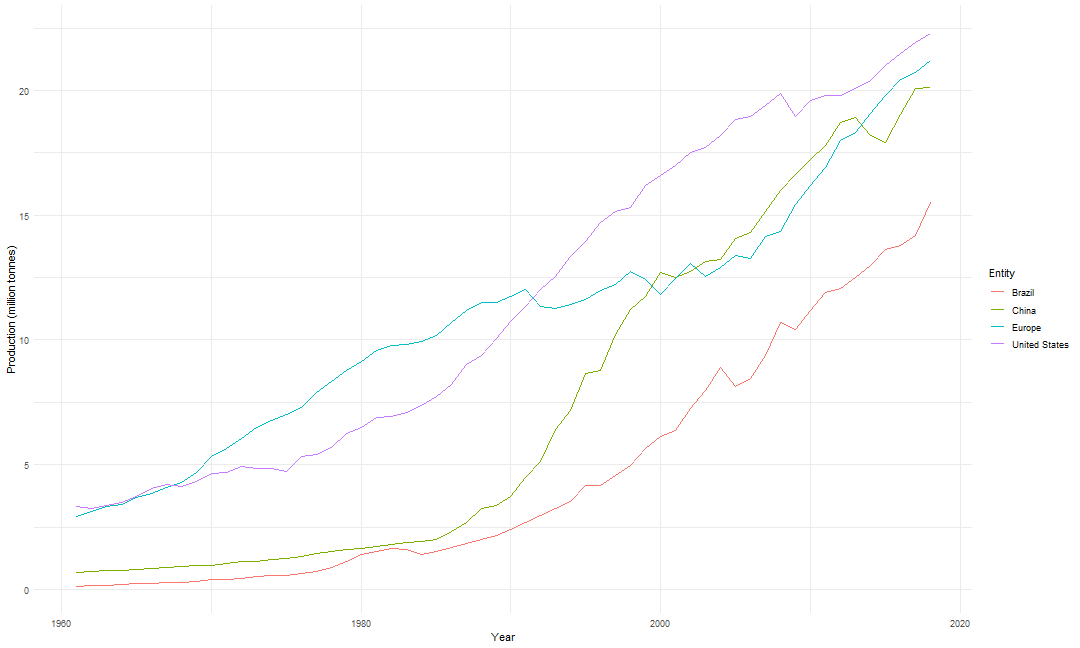 Production (million tonnes)
20
15
10
5
0
1960
1980
2000
2020
Year
Entity
Brazil
China
Europe
United States